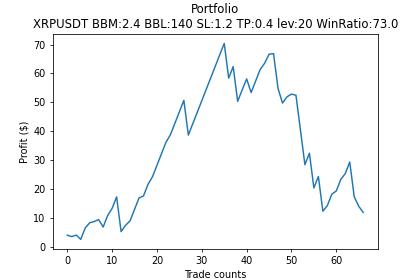 Portfolio
XRPUSDT BBM:2.4 BBL:140 SL:1.2 TP:0.4 lev:20 WinRatio:73.0
Profit ($)
70
60
50
40
30
20
10
0
0 10 20 30 40 50 60
Trade counts